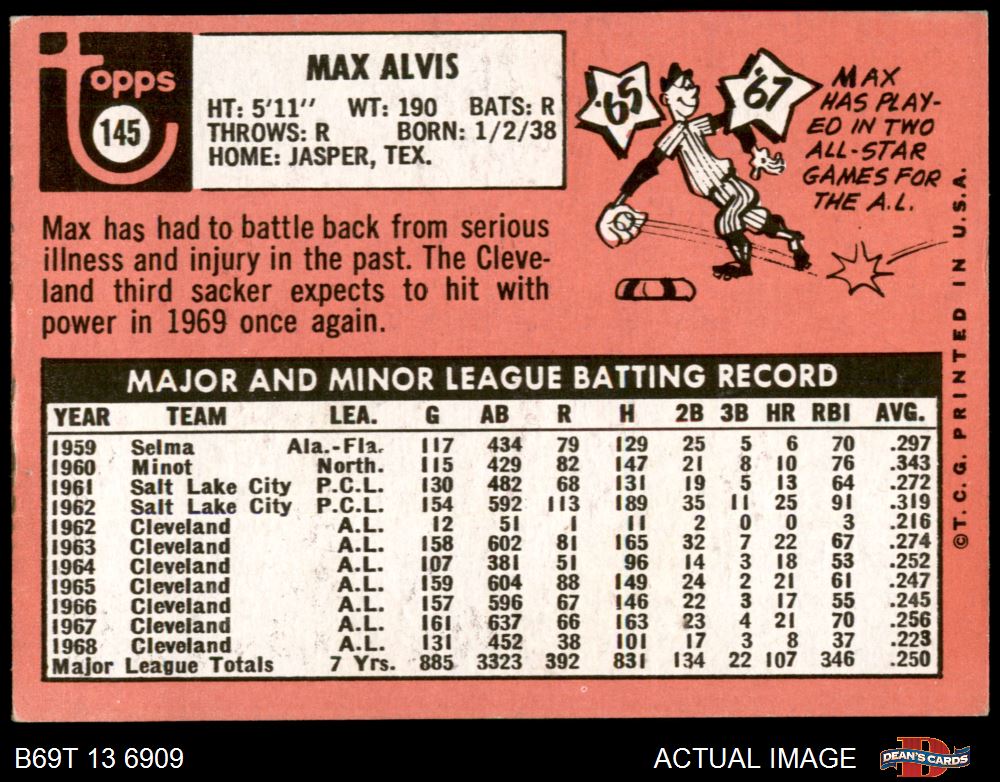 Topps
145
MAX ALVIS
HT: 5'11" WT: 190 BATS: R
THROWS: R BORN: 1/2/38
HOME: JASPER, TEX.
'65
'67
MAX
HAS PLAY-
ED IN TWO
ALL-STAR
GAMES FOR
THE A.L.
Max has had to battle back from serious
illness and injury in the past. The Cleve-
land third sacker expects to hit with
power in 1969 once again.
MAJOR AND MINOR LEAGUE BATTING RECORD
YEAR TEAM LEA. G AB R H 2B 3B HR RBI AVG.
1959 Selma Ala.-Fla. 117 434 79 129 25 5 6 70 .297
1960 Minot North. 115 429 82 147 21 8 10 76 .343
1961 Salt Lake City P.C.L. 130 482 68 131 19 5 13 64 .272
1962 Salt Lake City P.C.L. 154 592 113 189 35 11 25 91 .319
1962 Cleveland A.L. 12 51 1 11 2 0 0 3 .216
1963 Cleveland A.L. 158 602 81 165 32 7 22 67 .274
1964 Cleveland A.L. 107 381 51 96 14 3 18 53 .252
1965 Cleveland A.L. 159 604 88 149 24 2 21 61 .247
1966 Cleveland A.L. 157 596 67 146 22 3 17 55 .245
1967 Cleveland A.L. 161 637 66 163 23 4 21 70 .256
1968 Cleveland A.L. 131 452 38 101 17 3 8 37 .223
Major League Totals 7 Yrs. 885 3323 392 831 134 22 107 346 .250
©T.C.G. PRINTED IN U.S.A.
B69T 13 6909
ACTUAL IMAGE
DEAN'S CARDS